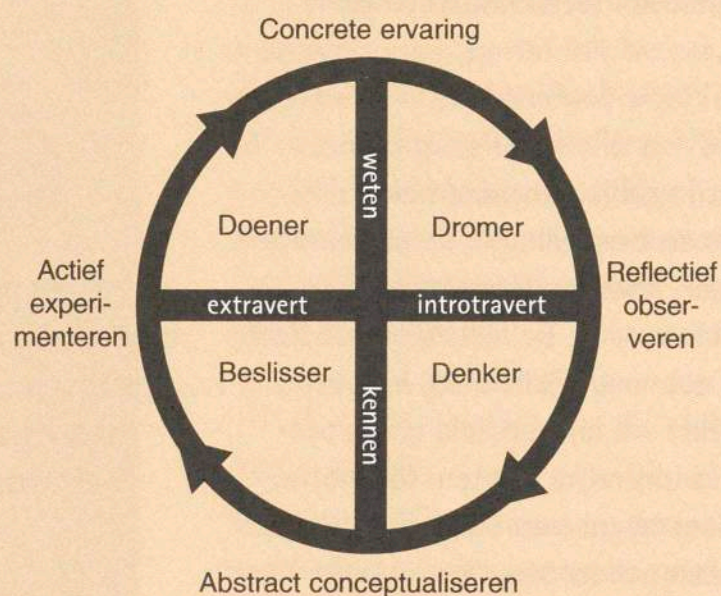 Concrete ervaring
weten
Doener
Dromer
Actief
experi-
menteren
extravert
introtravert
Reflectief
obser-
veren
Beslisser
Denker
kennen
Abstract conceptualiseren